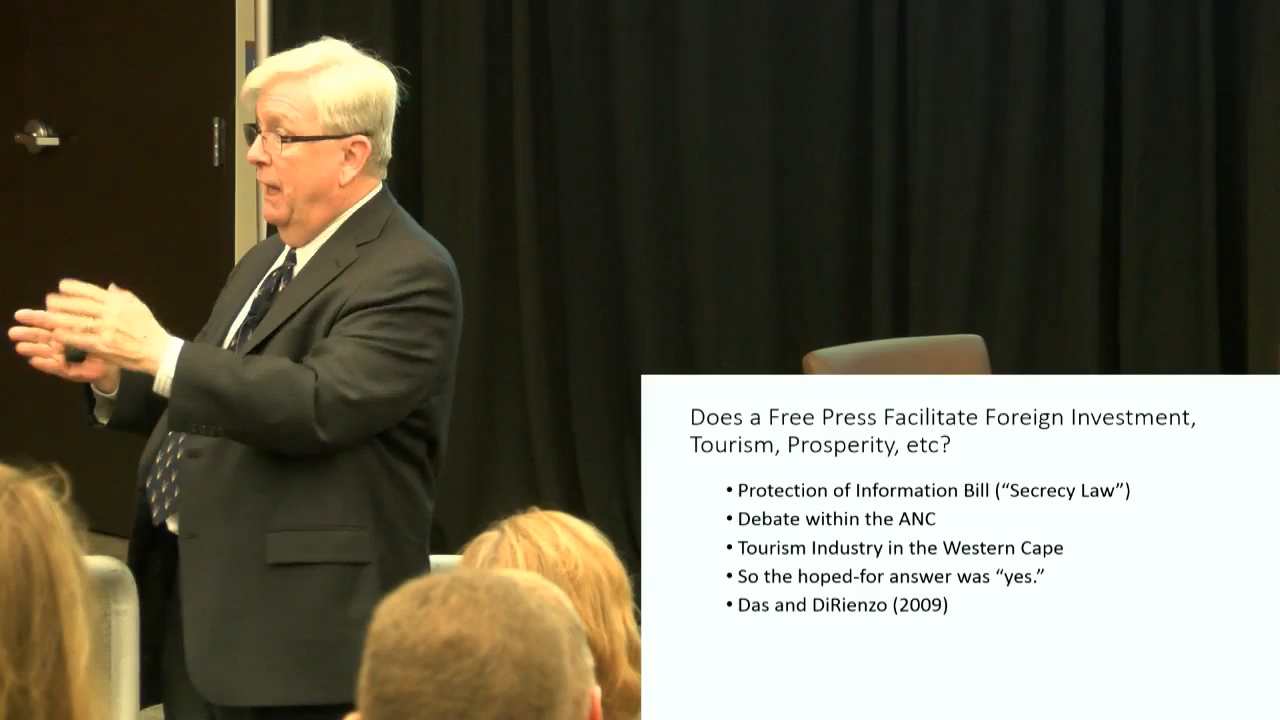 Does a Free Press Facilitate Foreign Investment,
Tourism, Prosperity, etc?
• Protection of Information Bill (“Secrecy Law”)
• Debate within the ANC
• Tourism Industry in the Western Cape
• So the hoped-for answer was “yes.”
• Das and DiRienzo (2009)